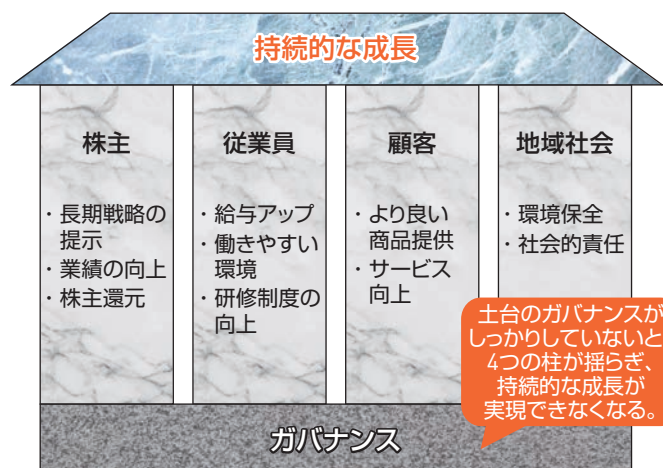 持続的な成長
株主
・長期戦略の
提示
・業績の向上
・株主還元
従業員
・給与アップ
・働きやすい
環境
・研修制度の
向上
顧客
・より良い
商品提供
・サービス
向上
地域社会
・環境保全
・社会的責任
土台のガバナンスが
しっかりしていないと、
4つの柱が揺らぎ、
持続的な成長が
実現できなくなる。
ガバナンス